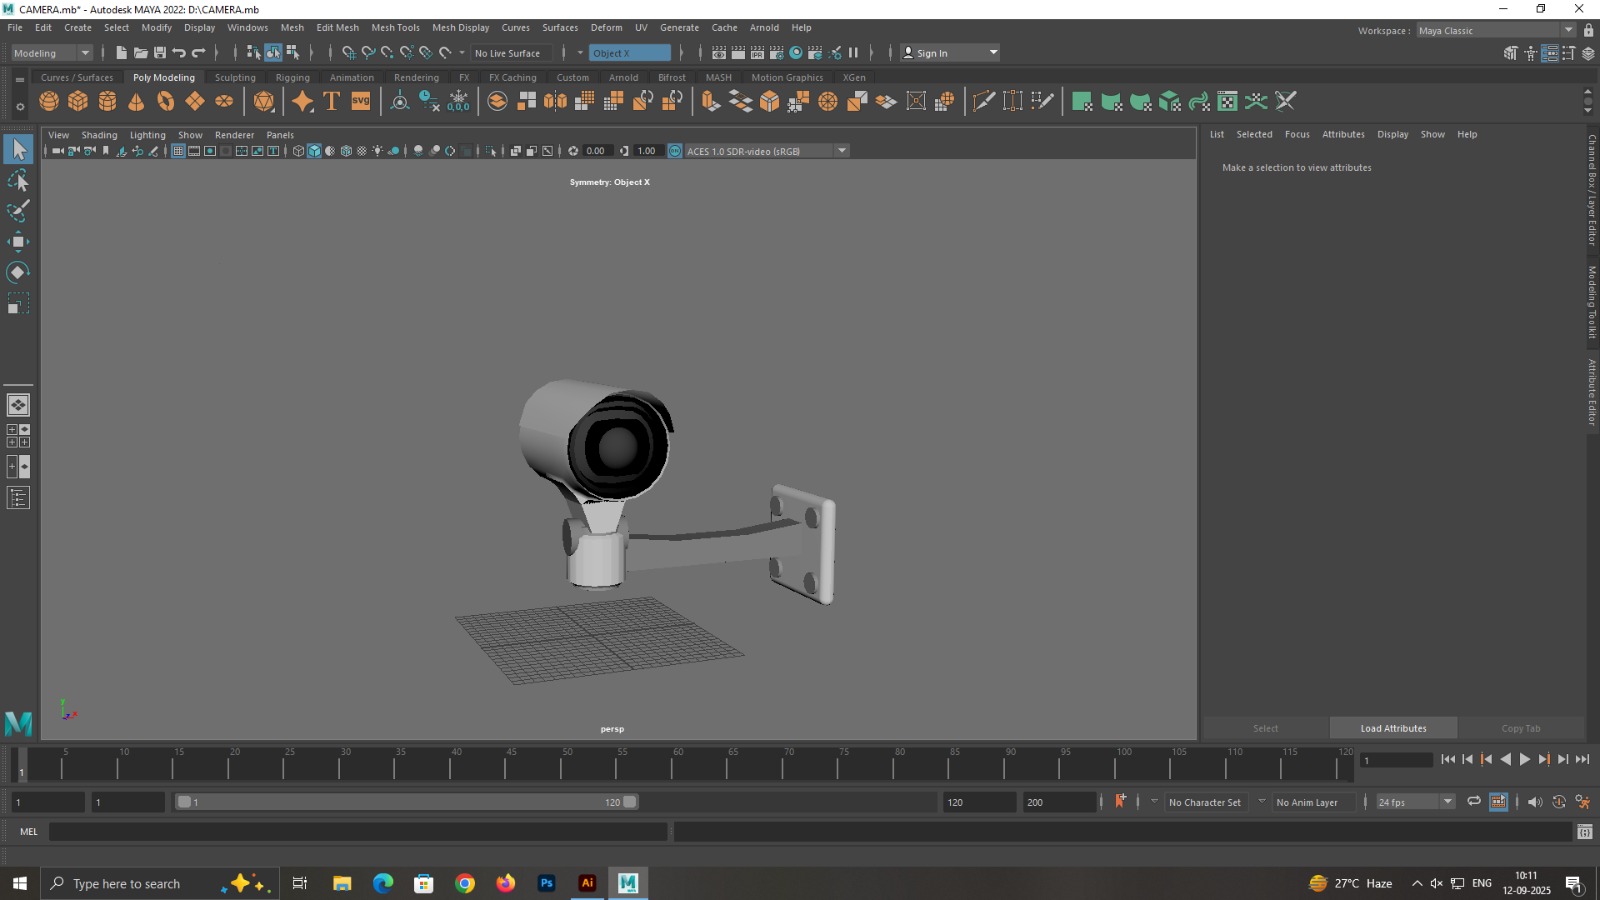 CAMERA.mb* - Autodesk MAYA 2022: D:\CAMERA.mb
File Edit Create Select Modify Display Windows Mesh Edit Mesh Mesh Tools Mesh Display Curves Surfaces Deform UV Generate Cache Arnold Help
Workspace : Maya Classic
Modeling No Live Surface Object X Sign In
Curves / Surfaces Poly Modeling Sculpting Rigging Animation Rendering FX FX Caching Custom Arnold Bifrost MASH Motion Graphics XGen
T SVG 0,0,0
View Shading Lighting Show Renderer Panels
List Selected Focus Attributes Display Show Help
0.00 1.00 ACES 1.0 SDR-video (sRGB)
Make a selection to view attributes
Symmetry: Object X
Channel Box / Layer Editor
Modeling Toolkit
Attribute Editor
y
x
persp
Select Load Attributes Copy Tab
1 5 10 15 20 25 30 35 40 45 50 55 60 65 70 75 80 85 90 95 100 105 110 115 120
1
1 1 1 120 120 200 No Character Set No Anim Layer 24 fps
MEL
Type here to search
Ps Ai M
27°C Haze ENG
10:11
12-09-2025
1